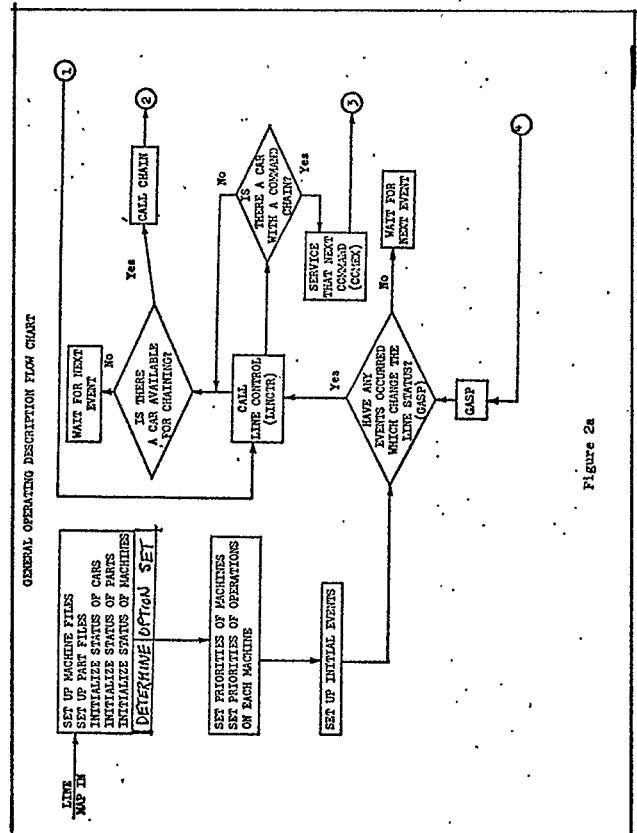 GENERAL OPERATING DESCRIPTION FLOW CHART
LINE
MAP IN
SET UP MACHINE FILES
SET UP PART FILES
INITIALIZE STATUS OF CARS
INITIALIZE STATUS OF PARTS
INITIALIZE STATUS OF MACHINES
DETERMINE OPTION SET
SET PRIORITIES OF MACHINES
SET PRIORITIES OF OPERATIONS
ON EACH MACHINE
SET UP INITIAL EVENTS
1
WAIT FOR NEXT
EVENT
No
IS THERE
A CAR AVAILABLE
FOR CHAINING?
Yes
CALL CHAIN
2
CALL
LINE CONTROL
(LINCTR)
No
IS
THERE A CAR
WITH A COMMAND
CHAIN?
Yes
SERVICE
THAT NEXT
COMMAND
(COMEX)
3
Yes
HAVE ANY
EVENTS OCCURRED
WHICH CHANGE THE
LINE STATUS?
(GASP)
No
WAIT FOR
NEXT EVENT
GASP
4
Figure 2a